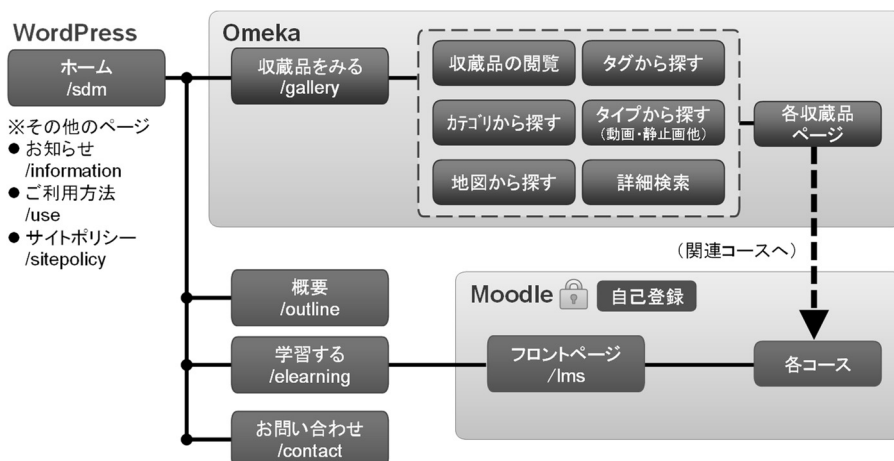 WordPress
ホーム
/sdm
※その他のページ
● お知らせ
/information
● ご利用方法
/use
● サイトポリシー
/sitepolicy
Omeka
収蔵品をみる
/gallery
収蔵品の閲覧
タグから探す
カテゴリから探す
タイプから探す
(動画・静止画他)
地図から探す
詳細検索
各収蔵品
ページ
(関連コースへ)
概要
/outline
学習する
/elearning
お問い合わせ
/contact
Moodle
自己登録
フロントページ
/lms
各コース